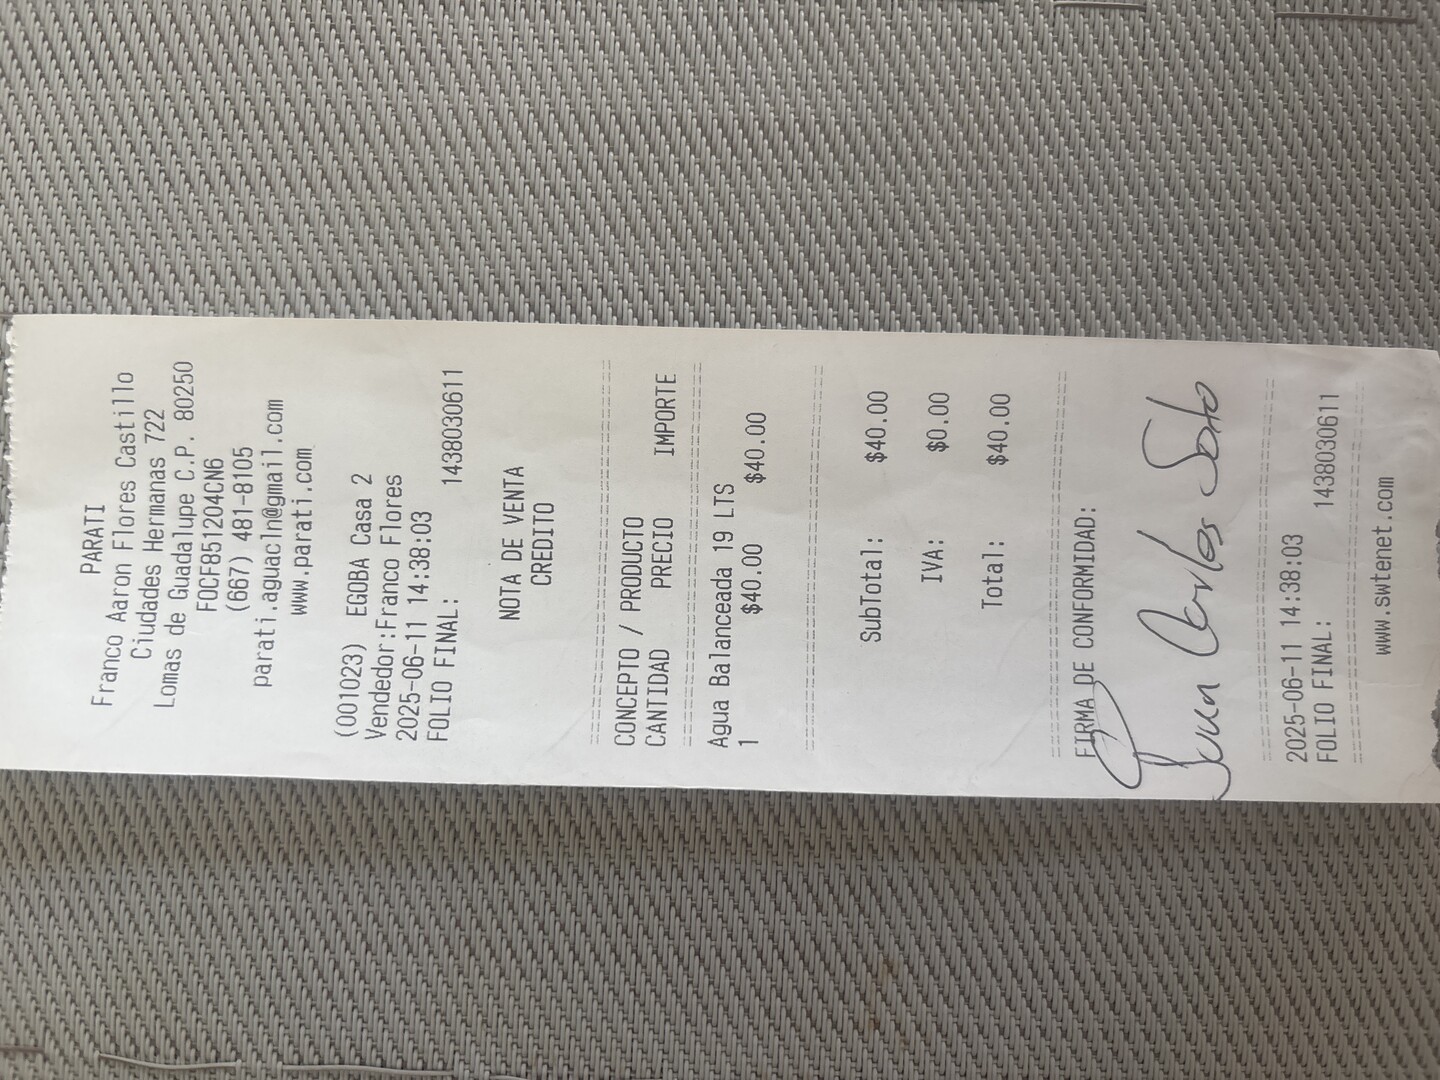 PARATI
Franco Aaron Flores Castillo
Ciudades Hermanas 722
Lomas de Guadalupe C.P. 80250
FOCF851204CN6
(667) 481-8105
parati.aguacln@gmail.com
www.parati.com
(001023) EGOBA Casa 2
Vendedor:Franco Flores
2025-06-11 14:38:03
FOLIO FINAL: 1438030611
NOTA DE VENTA
CREDITO
CONCEPTO / PRODUCTO
CANTIDAD PRECIO IMPORTE
Agua Balanceada 19 LTS
1 $40.00 $40.00
SubTotal: $40.00
IVA: $0.00
Total: $40.00
FIRMA DE CONFORMIDAD:
Juan Carlos Soto
2025-06-11 14:38:03
FOLIO FINAL: 1438030611
www.swtenet.com